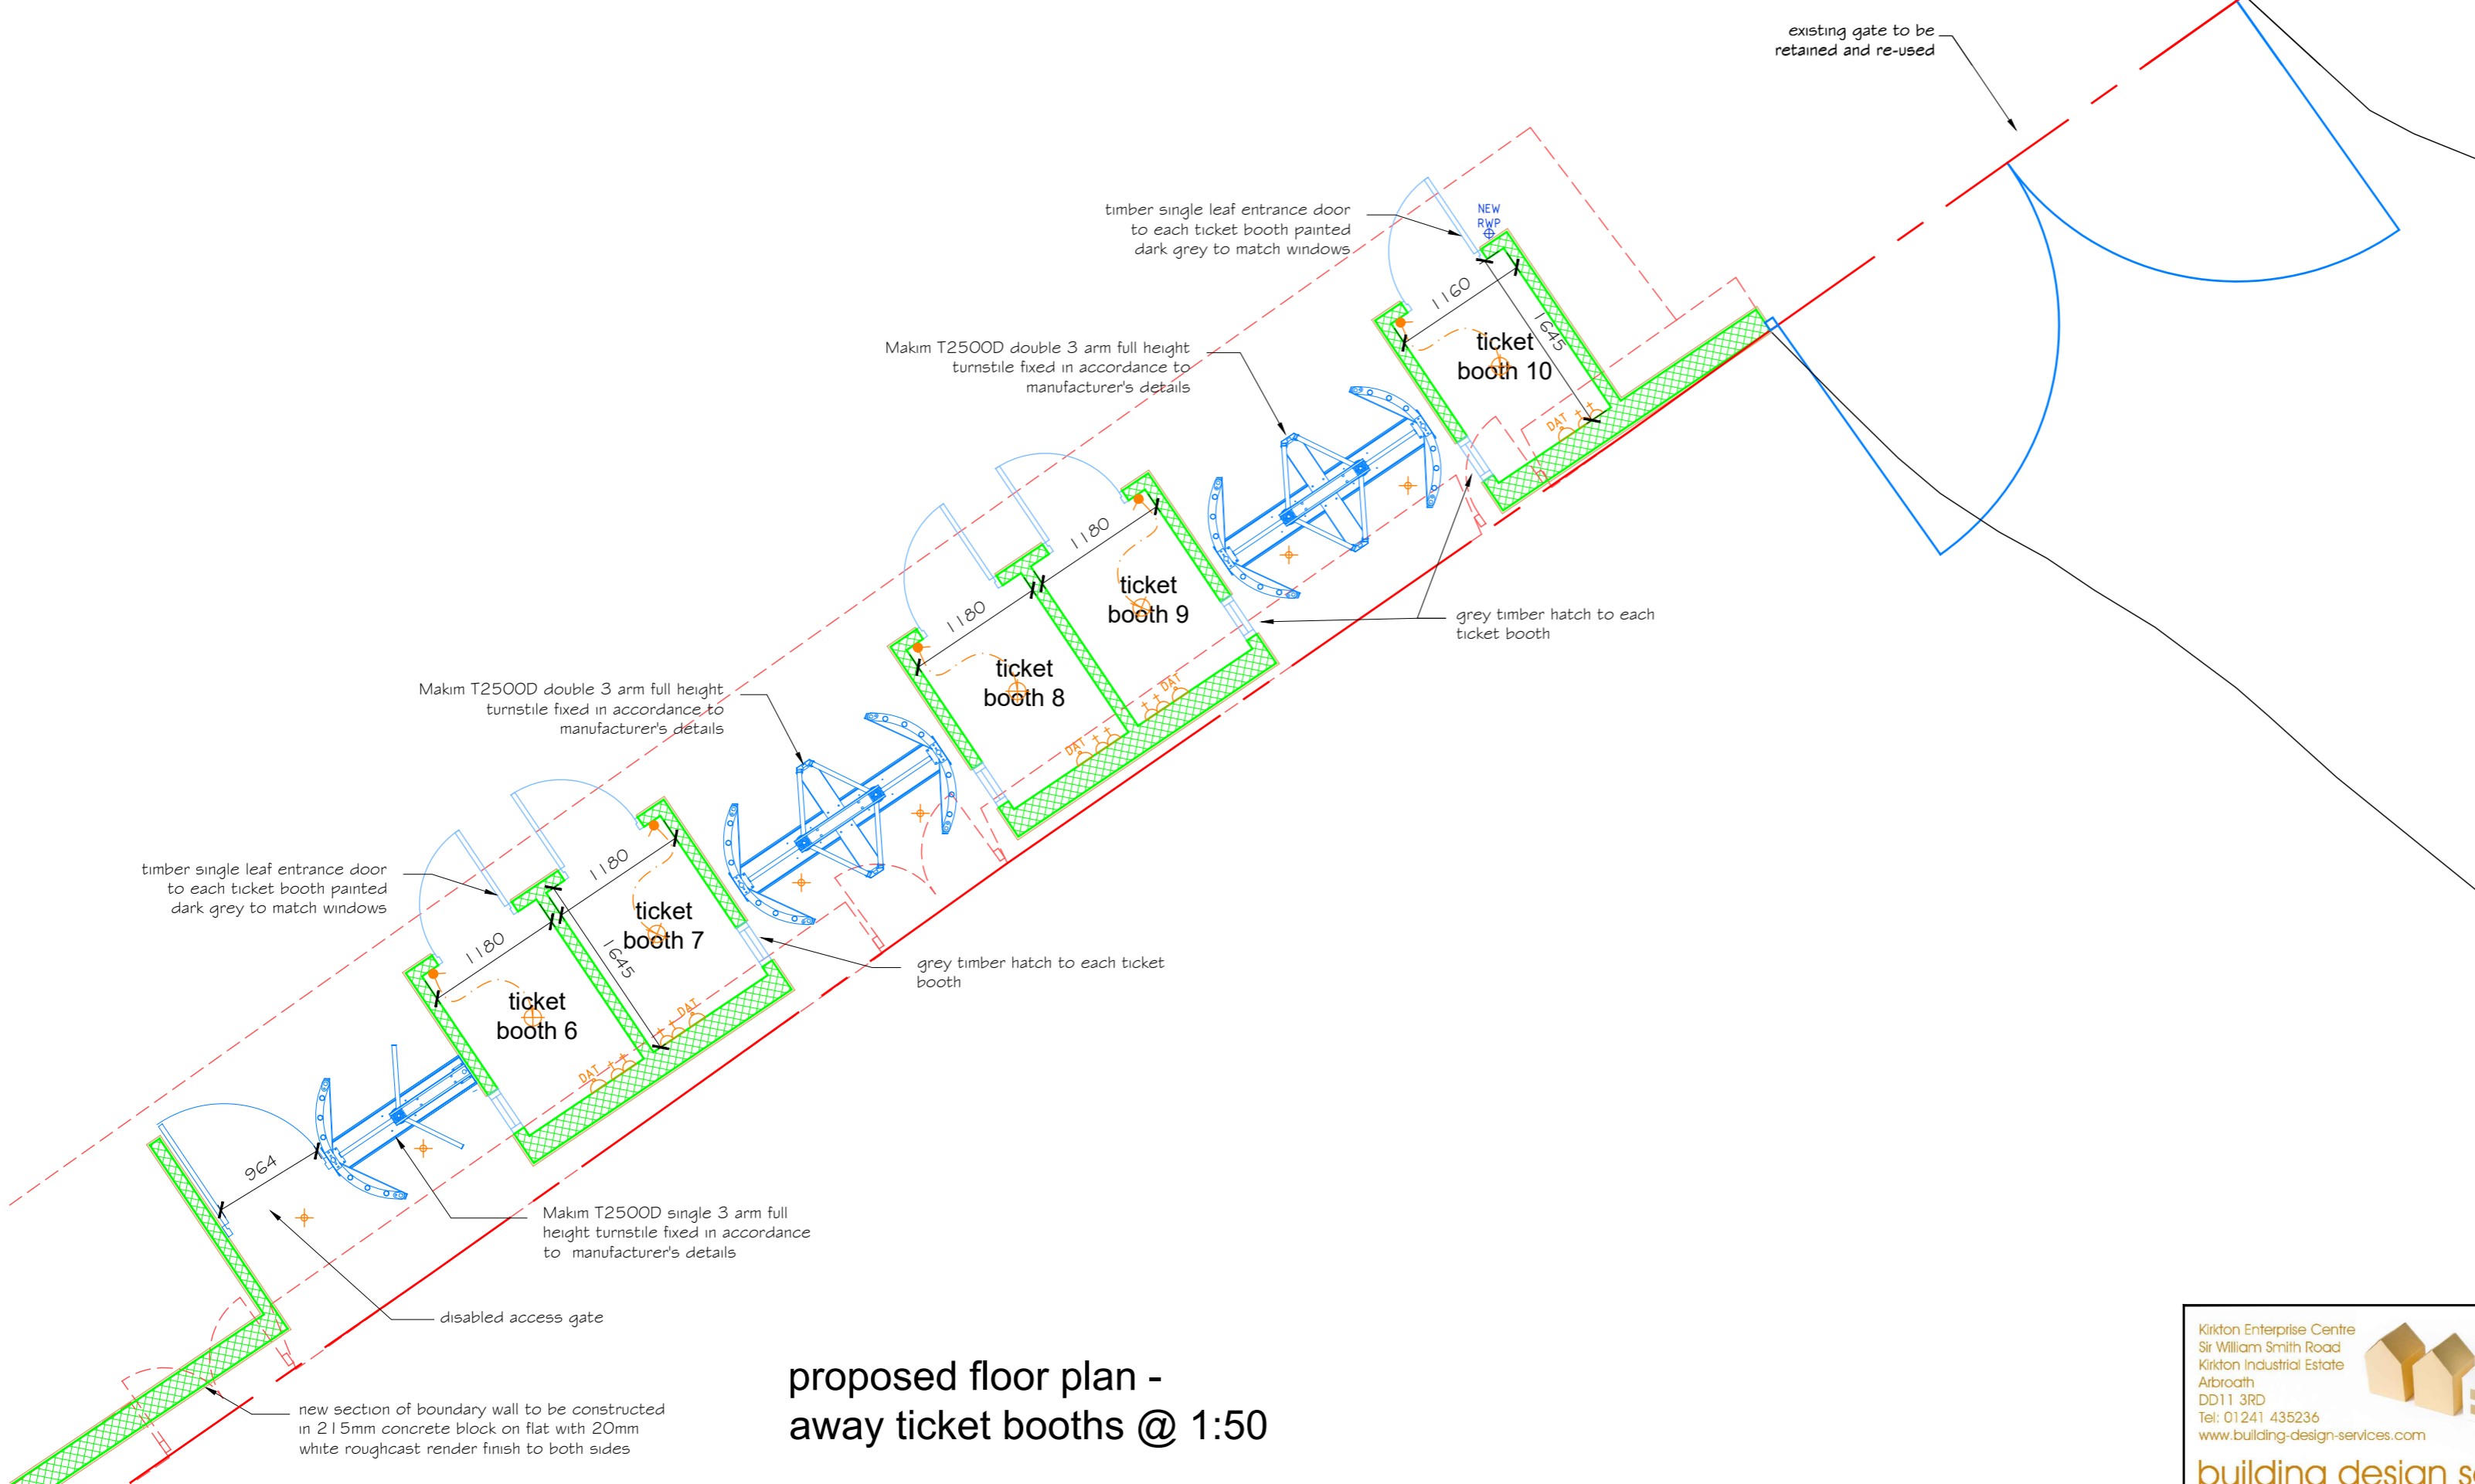 existing gate to be
retained and re-used
timber single leaf entrance door
to each ticket booth painted
dark grey to match windows
NEW
RWP
1160
1645
ticket
booth 10
DAT
Makim T2500D double 3 arm full height
turnstile fixed in accordance to
manufacturer's details
1180
ticket
booth 9
DAT
1180
ticket
booth 8
DAT
grey timber hatch to each
ticket booth
Makim T2500D double 3 arm full height
turnstile fixed in accordance to
manufacturer's details
1180
ticket
booth 7
1645
DAT
timber single leaf entrance door
to each ticket booth painted
dark grey to match windows
1180
ticket
booth 6
DAT
grey timber hatch to each ticket
booth
964
Makim T2500D single 3 arm full
height turnstile fixed in accordance
to manufacturer's details
disabled access gate
new section of boundary wall to be constructed
in 215mm concrete block on flat with 20mm
white roughcast render finish to both sides
proposed floor plan -
away ticket booths @ 1:50
Kirkton Enterprise Centre
Sir William Smith Road
Kirkton Industrial Estate
Arbroath
DD11 3RD
Tel: 01241 435236
www.building-design-services.com
building design